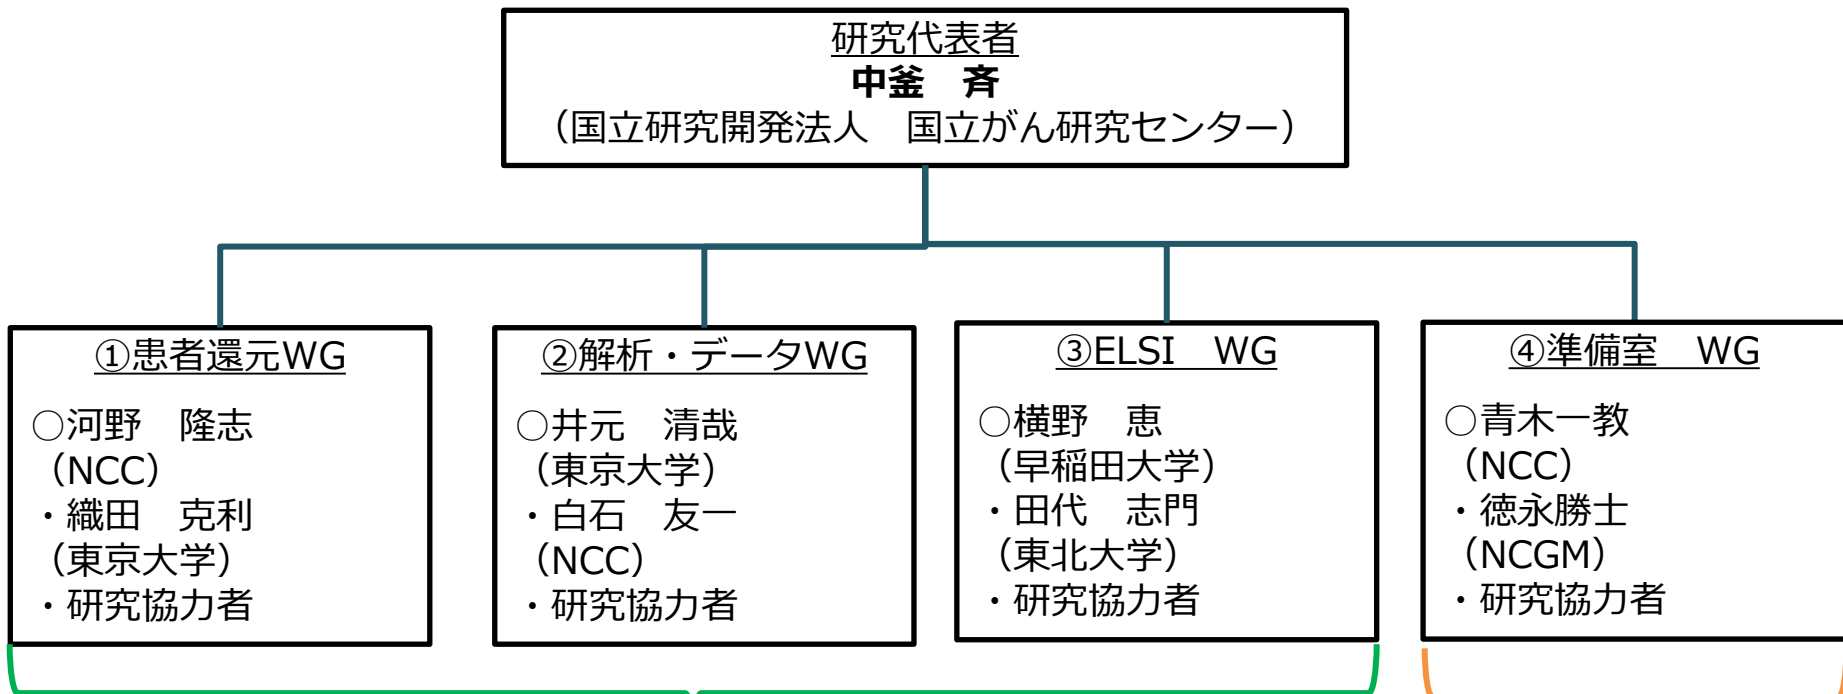 研究代表者
中釜　斉
（国立研究開発法人　国立がん研究センター）
①患者還元WG
○河野　隆志
（NCC）
・織田　克利
（東京大学）
・研究協力者
②解析・データWG
○井元　清哉
（東京大学）
・白石　友一
（NCC）
・研究協力者
③ELSI　WG
○横野　恵
（早稲田大学）
・田代　志門
（東北大学）
・研究協力者
④準備室　WG
○青木一教
（NCC）
・徳永勝士
（NCGM）
・研究協力者